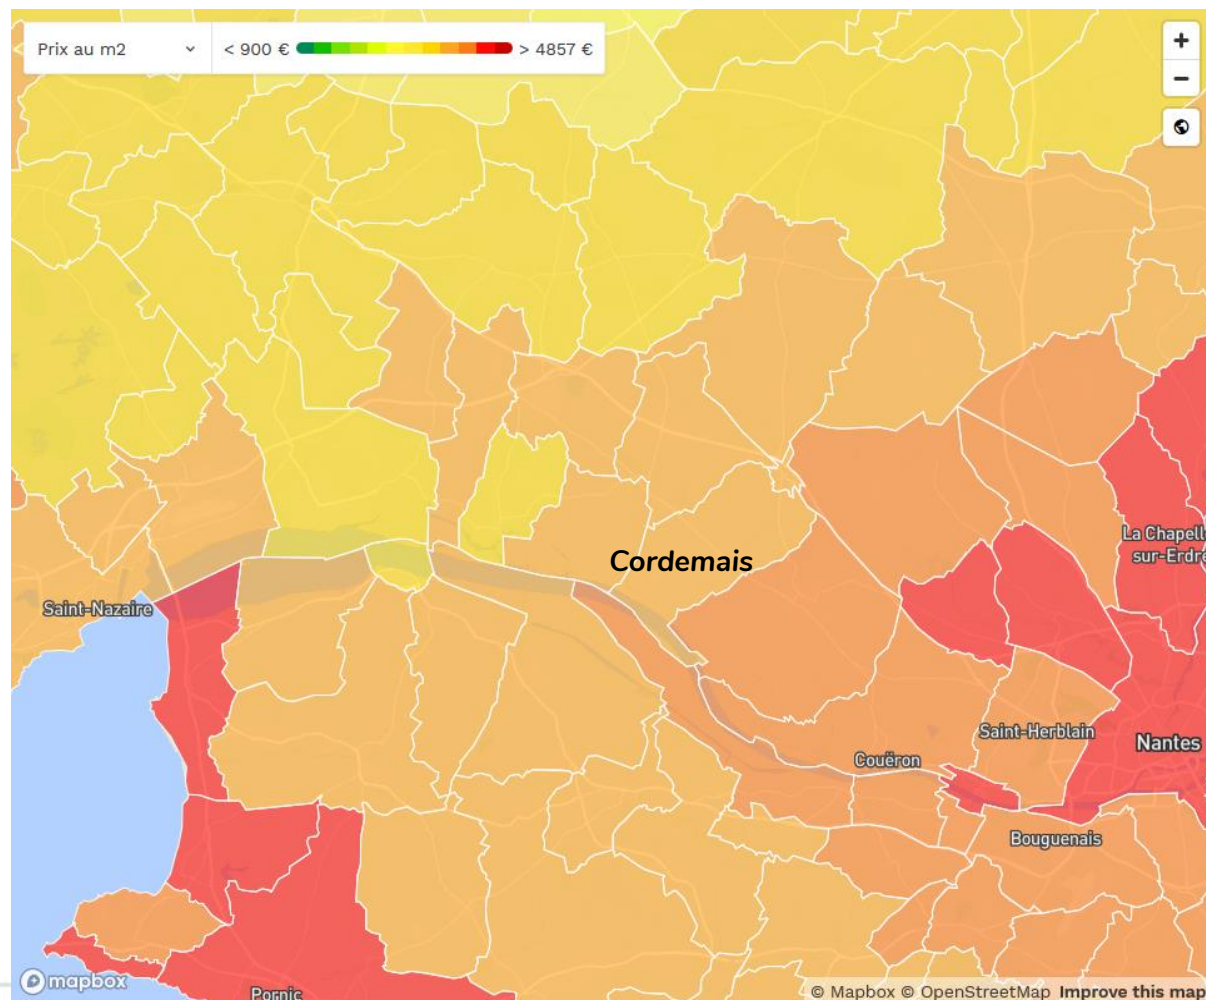 Prix au m2
< 900 €
> 4857 €
+
−
La Chapell
sur-Erdre
Cordemais
Saint-Nazaire
Saint-Herblain
Nantes
Couëron
Bouguenais
Pornic
mapbox
© Mapbox © OpenStreetMap Improve this map